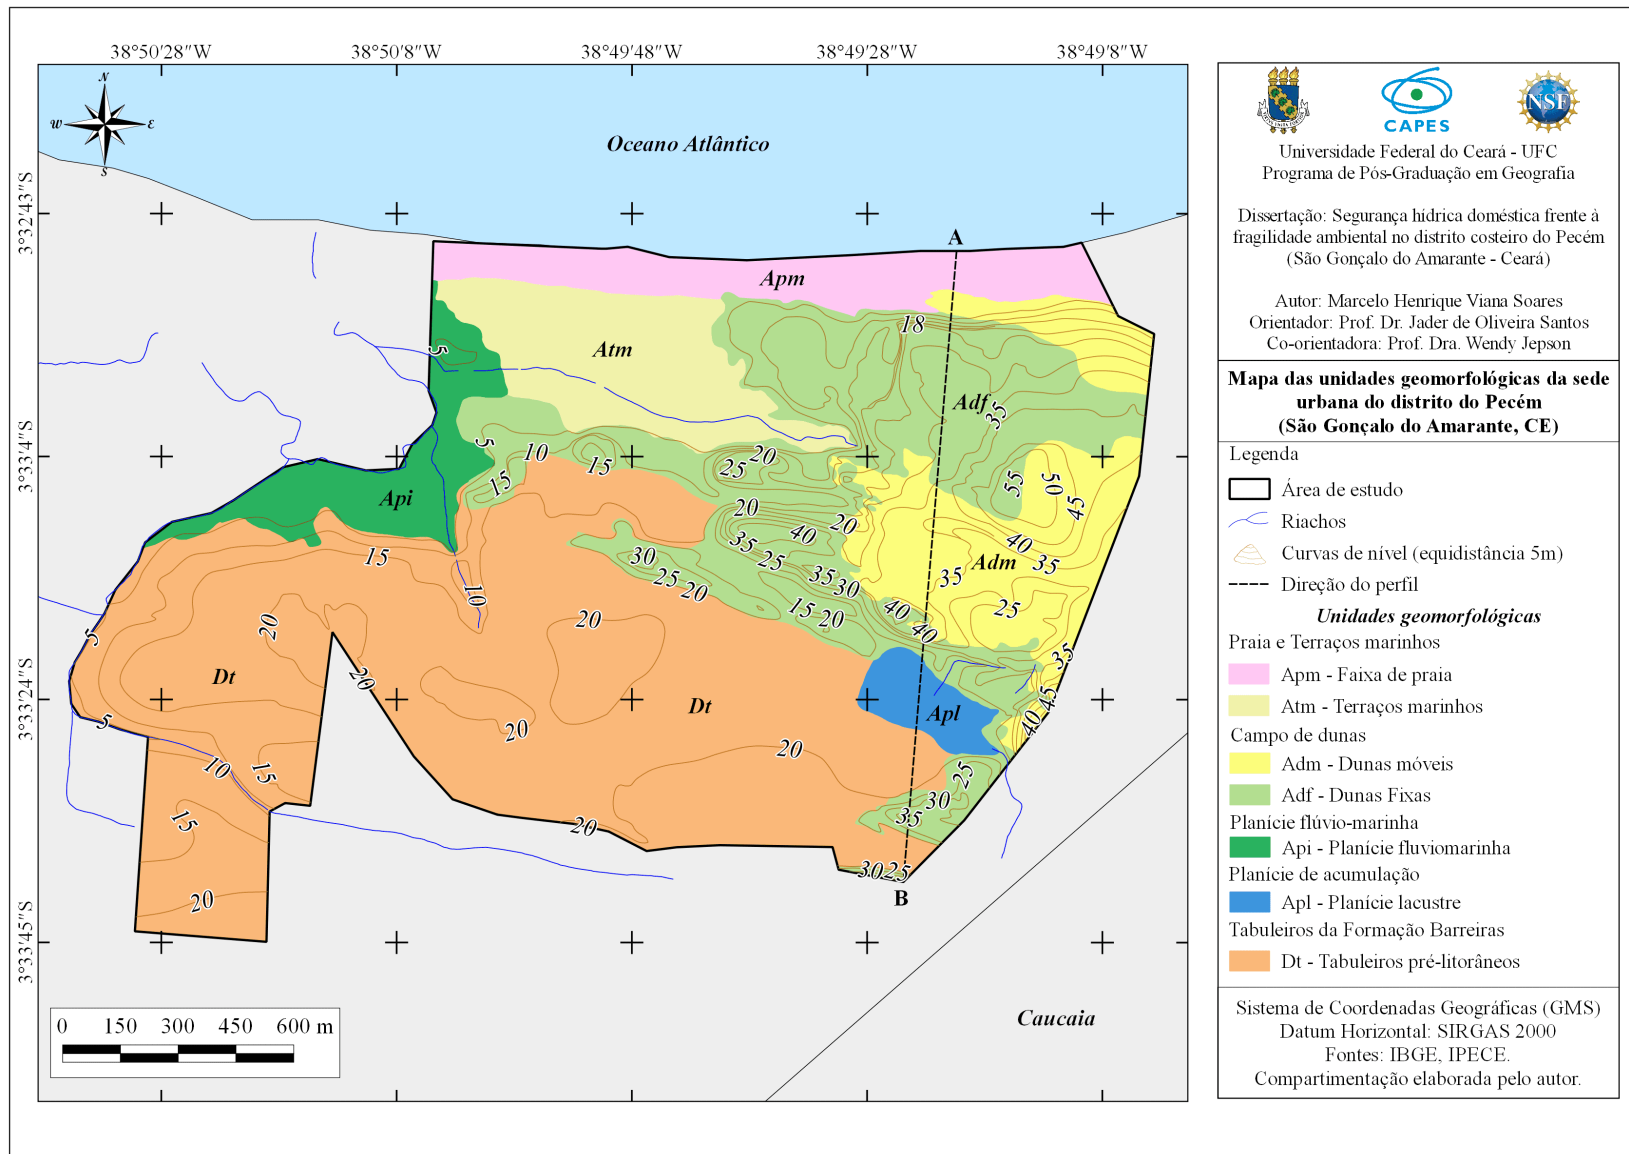 38°50'28"W
38°50'8"W
38°49'48"W
38°49'28"W
38°49'8"W
3°32'43"S
3°33'4"S
3°33'24"S
3°33'45"S
N
W
E
S
Oceano Atlântico
A
Apm
18
5
Atm
Adf
35
5
10
15
15
20
25
55
50
45
Api
20
20
40
35
25
40
35
15
30
25
20
35
30
35
Adm
10
15
20
40
40
25
20
20
5
35
Dt
20
Dt
45
Apl
40
5
20
20
10
15
25
30
15
20
35
30
25
20
B
Caucaia
0 150 300 450 600 m
CAPES
NSF
Universidade Federal do Ceará - UFC
Programa de Pós-Graduação em Geografia
Dissertação: Segurança hídrica doméstica frente à
fragilidade ambiental no distrito costeiro do Pecém
(São Gonçalo do Amarante - Ceará)
Autor: Marcelo Henrique Viana Soares
Orientador: Prof. Dr. Jader de Oliveira Santos
Co-orientadora: Prof. Dra. Wendy Jepson
Mapa das unidades geomorfológicas da sede
urbana do distrito do Pecém
(São Gonçalo do Amarante, CE)
Legenda
Área de estudo
Riachos
Curvas de nível (equidistância 5m)
Direção do perfil
Unidades geomorfológicas
Praia e Terraços marinhos
Apm - Faixa de praia
Atm - Terraços marinhos
Campo de dunas
Adm - Dunas móveis
Adf - Dunas Fixas
Planície flúvio-marinha
Api - Planície fluviomarinha
Planície de acumulação
Apl - Planície lacustre
Tabuleiros da Formação Barreiras
Dt - Tabuleiros pré-litorâneos
Sistema de Coordenadas Geográficas (GMS)
Datum Horizontal: SIRGAS 2000
Fontes: IBGE, IPECE.
Compartimentação elaborada pelo autor.